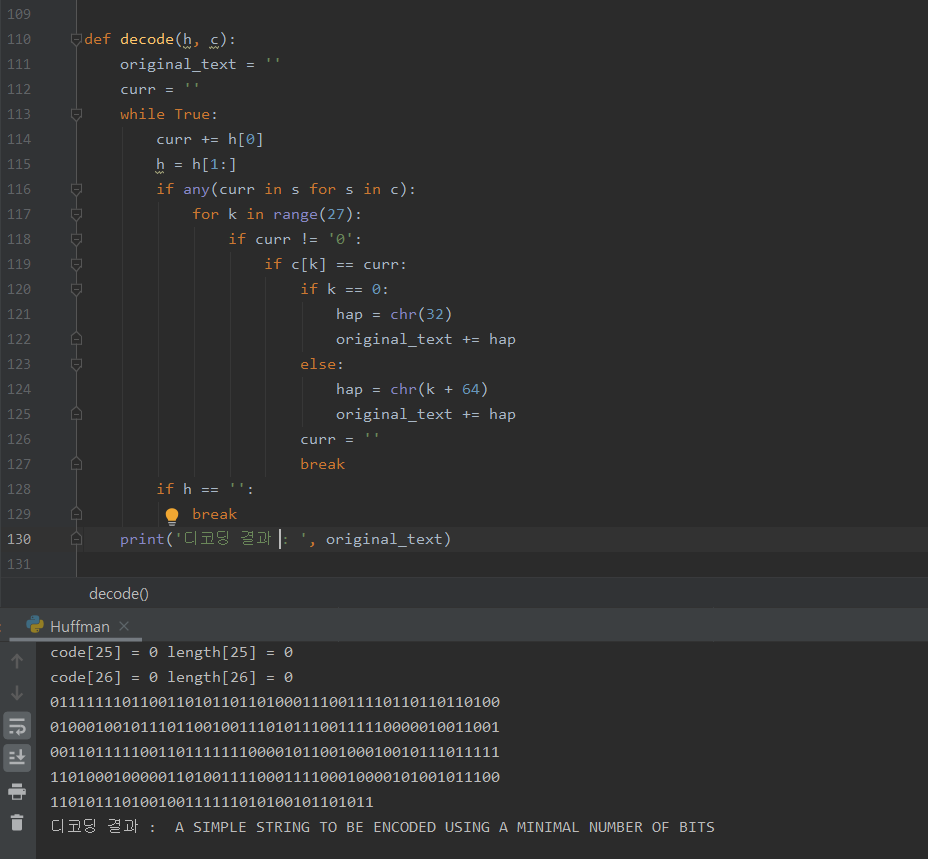 109
110 def decode(h, c):
111     original_text = ''
112     curr = ''
113     while True:
114         curr += h[0]
115         h = h[1:]
116         if any(curr in s for s in c):
117             for k in range(27):
118                 if curr != '0':
119                     if c[k] == curr:
120                         if k == 0:
121                             hap = chr(32)
122                             original_text += hap
123                         else:
124                             hap = chr(k + 64)
125                             original_text += hap
126                         curr = ''
127                         break
128         if h == '':
129             break
130     print('디코딩 결과 : ', original_text)
131
decode()
Huffman
code[25] = 0 length[25] = 0
code[26] = 0 length[26] = 0
01111111101100110101101101000111001111011011011010​0
01000100101110110010011101011100111111000001001100​1
00110111110011011111110000101100100010010111011111
11010001000001101001111000111100010000101001011100
110101110100100111111010100101101011
디코딩 결과 :  A SIMPLE STRING TO BE ENCODED USING A MINIMAL NUMBER OF BITS